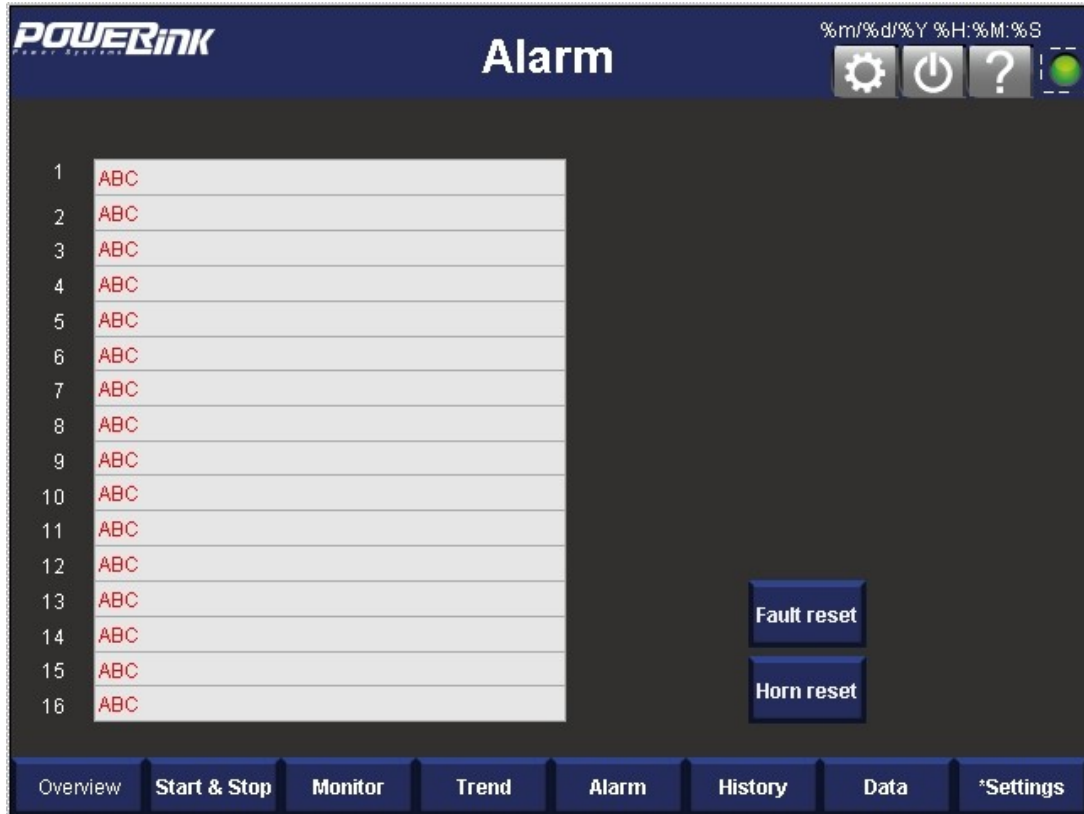 POWERinK
Power Systems
Alarm
%m/%d/%Y %H:%M:%S
?
1 ABC
2 ABC
3 ABC
4 ABC
5 ABC
6 ABC
7 ABC
8 ABC
9 ABC
10 ABC
11 ABC
12 ABC
13 ABC
14 ABC
15 ABC
16 ABC
Fault reset
Horn reset
Overview Start & Stop Monitor Trend Alarm History Data *Settings